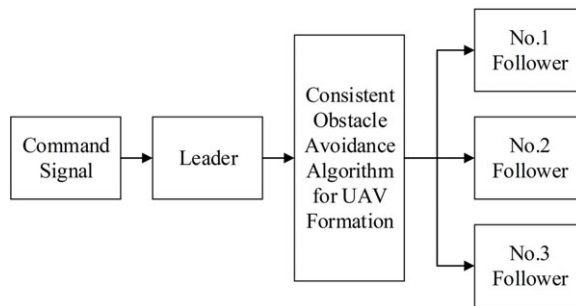 Command
Signal
Leader
Consistent
Obstacle
Avoidance
Algorithm
for UAV
Formation
No.1
Follower
No.2
Follower
No.3
Follower